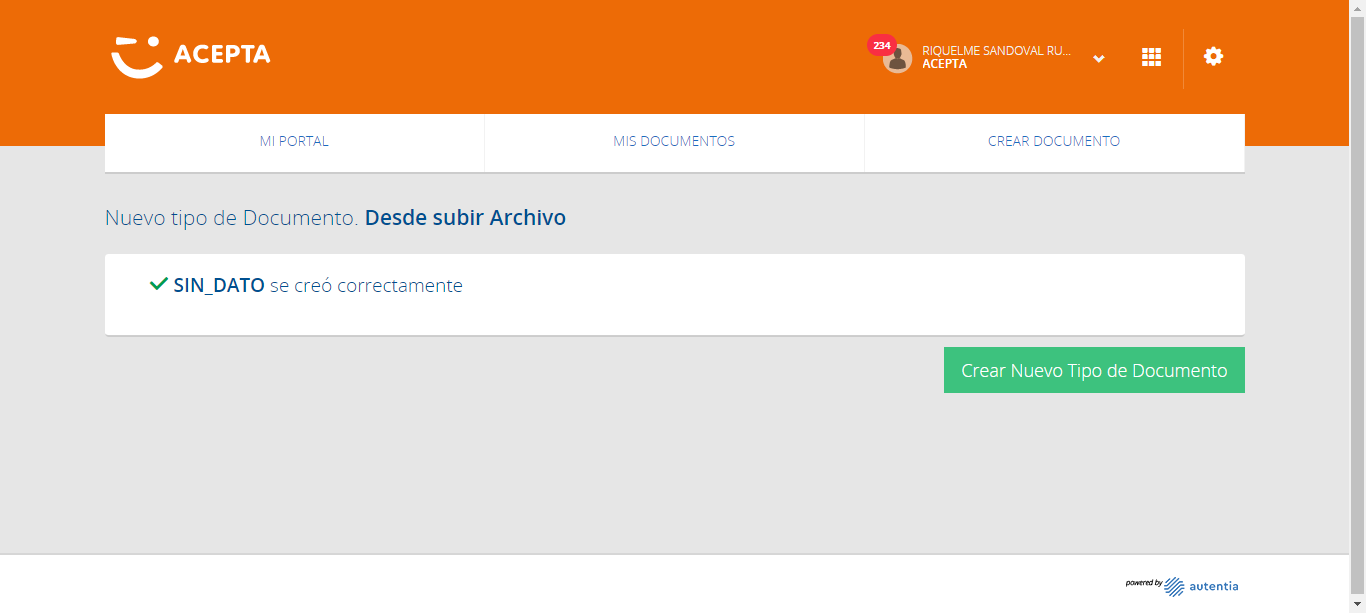 ACEPTA
234
RIQUELME SANDOVAL RU...
ACEPTA
MI PORTAL
MIS DOCUMENTOS
CREAR DOCUMENTO
Nuevo tipo de Documento. Desde subir Archivo
SIN_DATO se creó correctamente
Crear Nuevo Tipo de Documento
powered by autentia